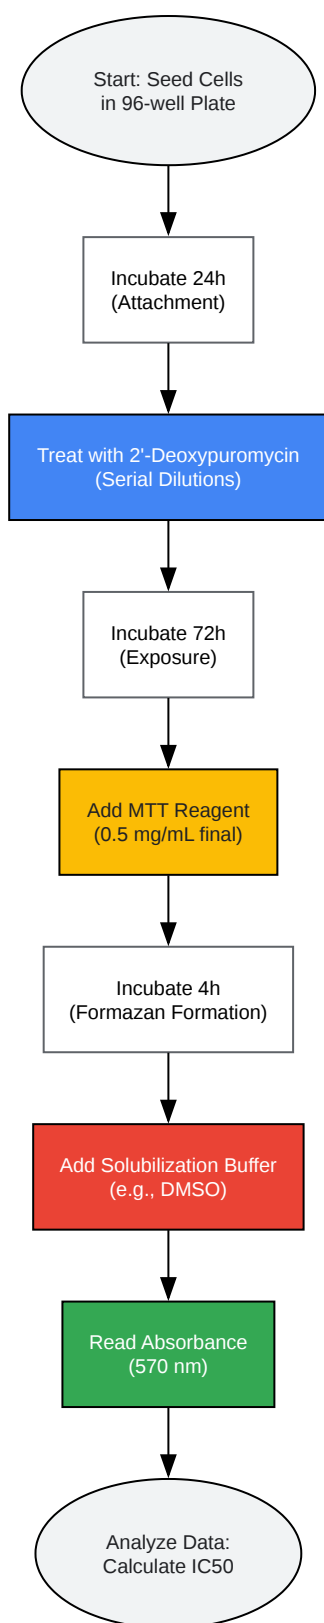 Start: Seed Cells
in 96-well Plate
Incubate 24h
(Attachment)
Treat with 2'-Deoxypuromycin
(Serial Dilutions)
Incubate 72h
(Exposure)
Add MTT Reagent
(0.5 mg/mL final)
Incubate 4h
(Formazan Formation)
Add Solubilization Buffer
(e.g., DMSO)
Read Absorbance
(570 nm)
Analyze Data:
Calculate IC50